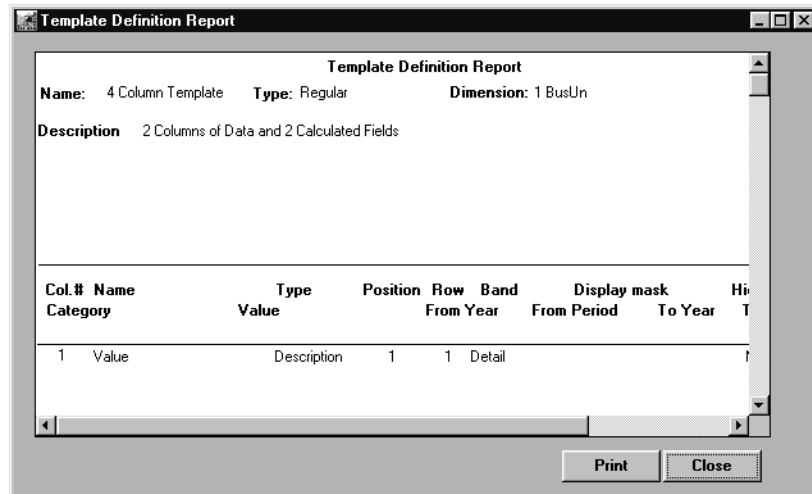 Template Definition Report
Template Definition Report
Name: 4 Column Template Type: Regular Dimension: 1 BusUn
Description 2 Columns of Data and 2 Calculated Fields
Col.# Name Type Position Row Band Display mask
Category Value From Year From Period To Year
1 Value Description 1 1 Detail
Print Close